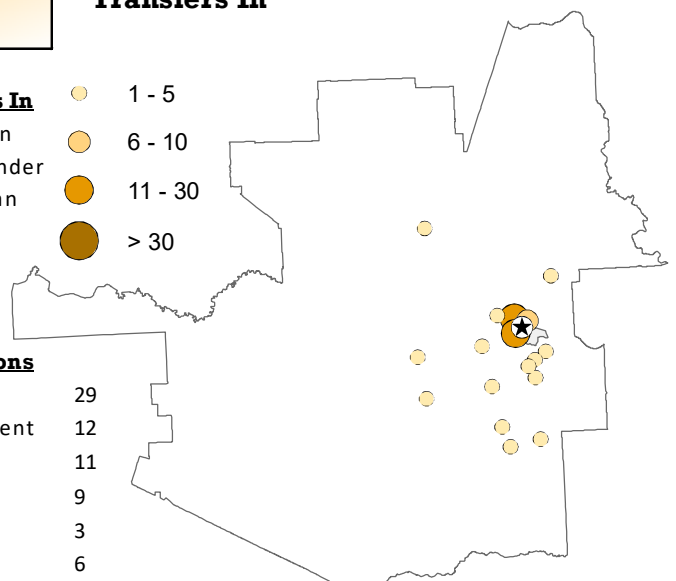 Transfers In
s In
1 - 5
n
6 - 10
nder
11 - 30
an
> 30
ons
29
ent 12
11
9
3
6